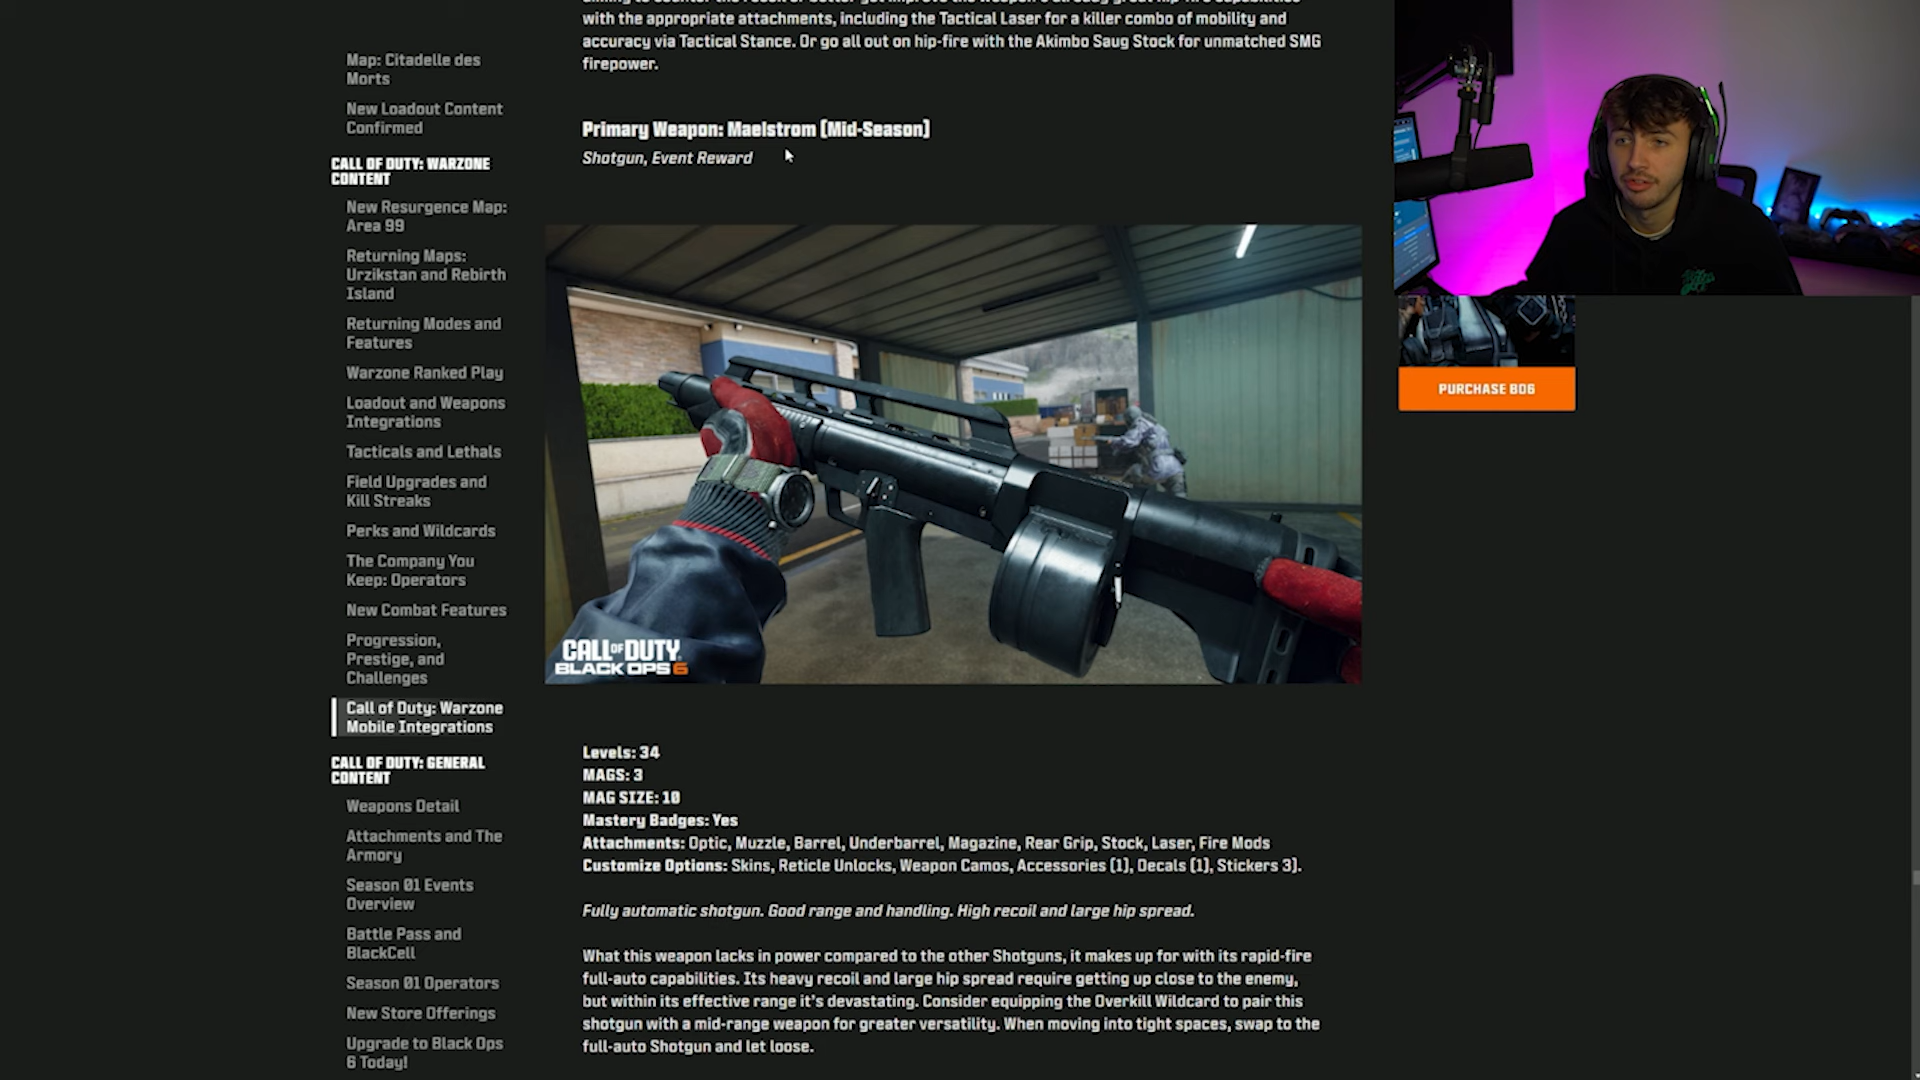 with the appropriate attachments, including the Tactical Laser for a killer combo of mobility and
accuracy via Tactical Stance. Or go all out on hip-fire with the Akimbo Saug Stock for unmatched SMG
firepower.
Map: Citadelle des
Morts
New Loadout Content
Confirmed
CALL OF DUTY: WARZONE
CONTENT
New Resurgence Map:
Area 99
Returning Maps:
Urzikstan and Rebirth
Island
Returning Modes and
Features
Warzone Ranked Play
Loadout and Weapons
Integrations
Tacticals and Lethals
Field Upgrades and
Kill Streaks
Perks and Wildcards
The Company You
Keep: Operators
New Combat Features
Progression,
Prestige, and
Challenges
Call of Duty: Warzone
Mobile Integrations
CALL OF DUTY: GENERAL
CONTENT
Weapons Detail
Attachments and The
Armory
Season 01 Events
Overview
Battle Pass and
BlackCell
Season 01 Operators
New Store Offerings
Upgrade to Black Ops
6 Today!
Primary Weapon: Maelstrom (Mid-Season)
Shotgun, Event Reward
CALL OF DUTY
BLACK OPS 6
Levels: 34
MAGS: 3
MAG SIZE: 10
Mastery Badges: Yes
Attachments: Optic, Muzzle, Barrel, Underbarrel, Magazine, Rear Grip, Stock, Laser, Fire Mods
Customize Options: Skins, Reticle Unlocks, Weapon Camos, Accessories (1), Decals (1), Stickers 3).
Fully automatic shotgun. Good range and handling. High recoil and large hip spread.
What this weapon lacks in power compared to the other Shotguns, it makes up for with its rapid-fire
full-auto capabilities. Its heavy recoil and large hip spread require getting up close to the enemy,
but within its effective range it's devastating. Consider equipping the Overkill Wildcard to pair this
shotgun with a mid-range weapon for greater versatility. When moving into tight spaces, swap to the
full-auto Shotgun and let loose.
PURCHASE BO6